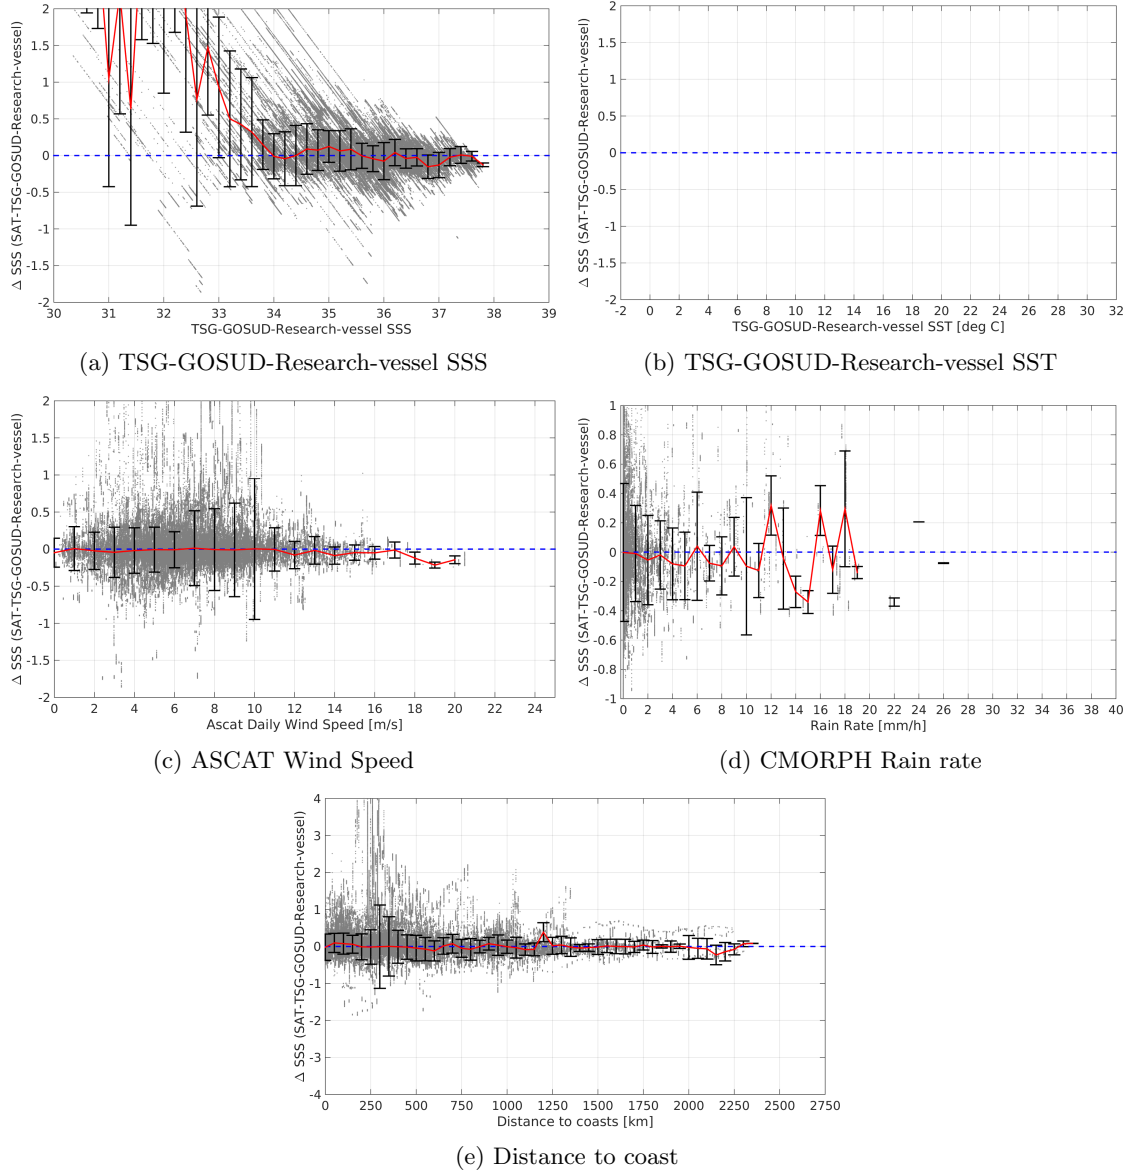 2
1.5
1
0.5
0
-0.5
-1
-1.5
-2
Δ SSS (SAT-TSG-GOSUD-Research-vessel)
30 31 32 33 34 35 36 37 38 39
TSG-GOSUD-Research-vessel SSS
(a) TSG-GOSUD-Research-vessel SSS
2
1.5
1
0.5
0
-0.5
-1
-1.5
-2
Δ SSS (SAT-TSG-GOSUD-Research-vessel)
-2 0 2 4 6 8 10 12 14 16 18 20 22 24 26 28 30 32
TSG-GOSUD-Research-vessel SST [deg C]
(b) TSG-GOSUD-Research-vessel SST
2
1.5
1
0.5
0
-0.5
-1
-1.5
-2
Δ SSS (SAT-TSG-GOSUD-Research-vessel)
0 2 4 6 8 10 12 14 16 18 20 22 24
Ascat Daily Wind Speed [m/s]
(c) ASCAT Wind Speed
1
0.8
0.6
0.4
0.2
0
-0.2
-0.4
-0.6
-0.8
-1
Δ SSS (SAT-TSG-GOSUD-Research-vessel)
0 2 4 6 8 10 12 14 16 18 20 22 24 26 28 30 32 34 36 38 40
Rain Rate [mm/h]
(d) CMORPH Rain rate
4
3
2
1
0
-1
-2
-3
-4
Δ SSS (SAT-TSG-GOSUD-Research-vessel)
0 250 500 750 1000 1250 1500 1750 2000 2250 2500 2750
Distance to coasts [km]
(e) Distance to coast